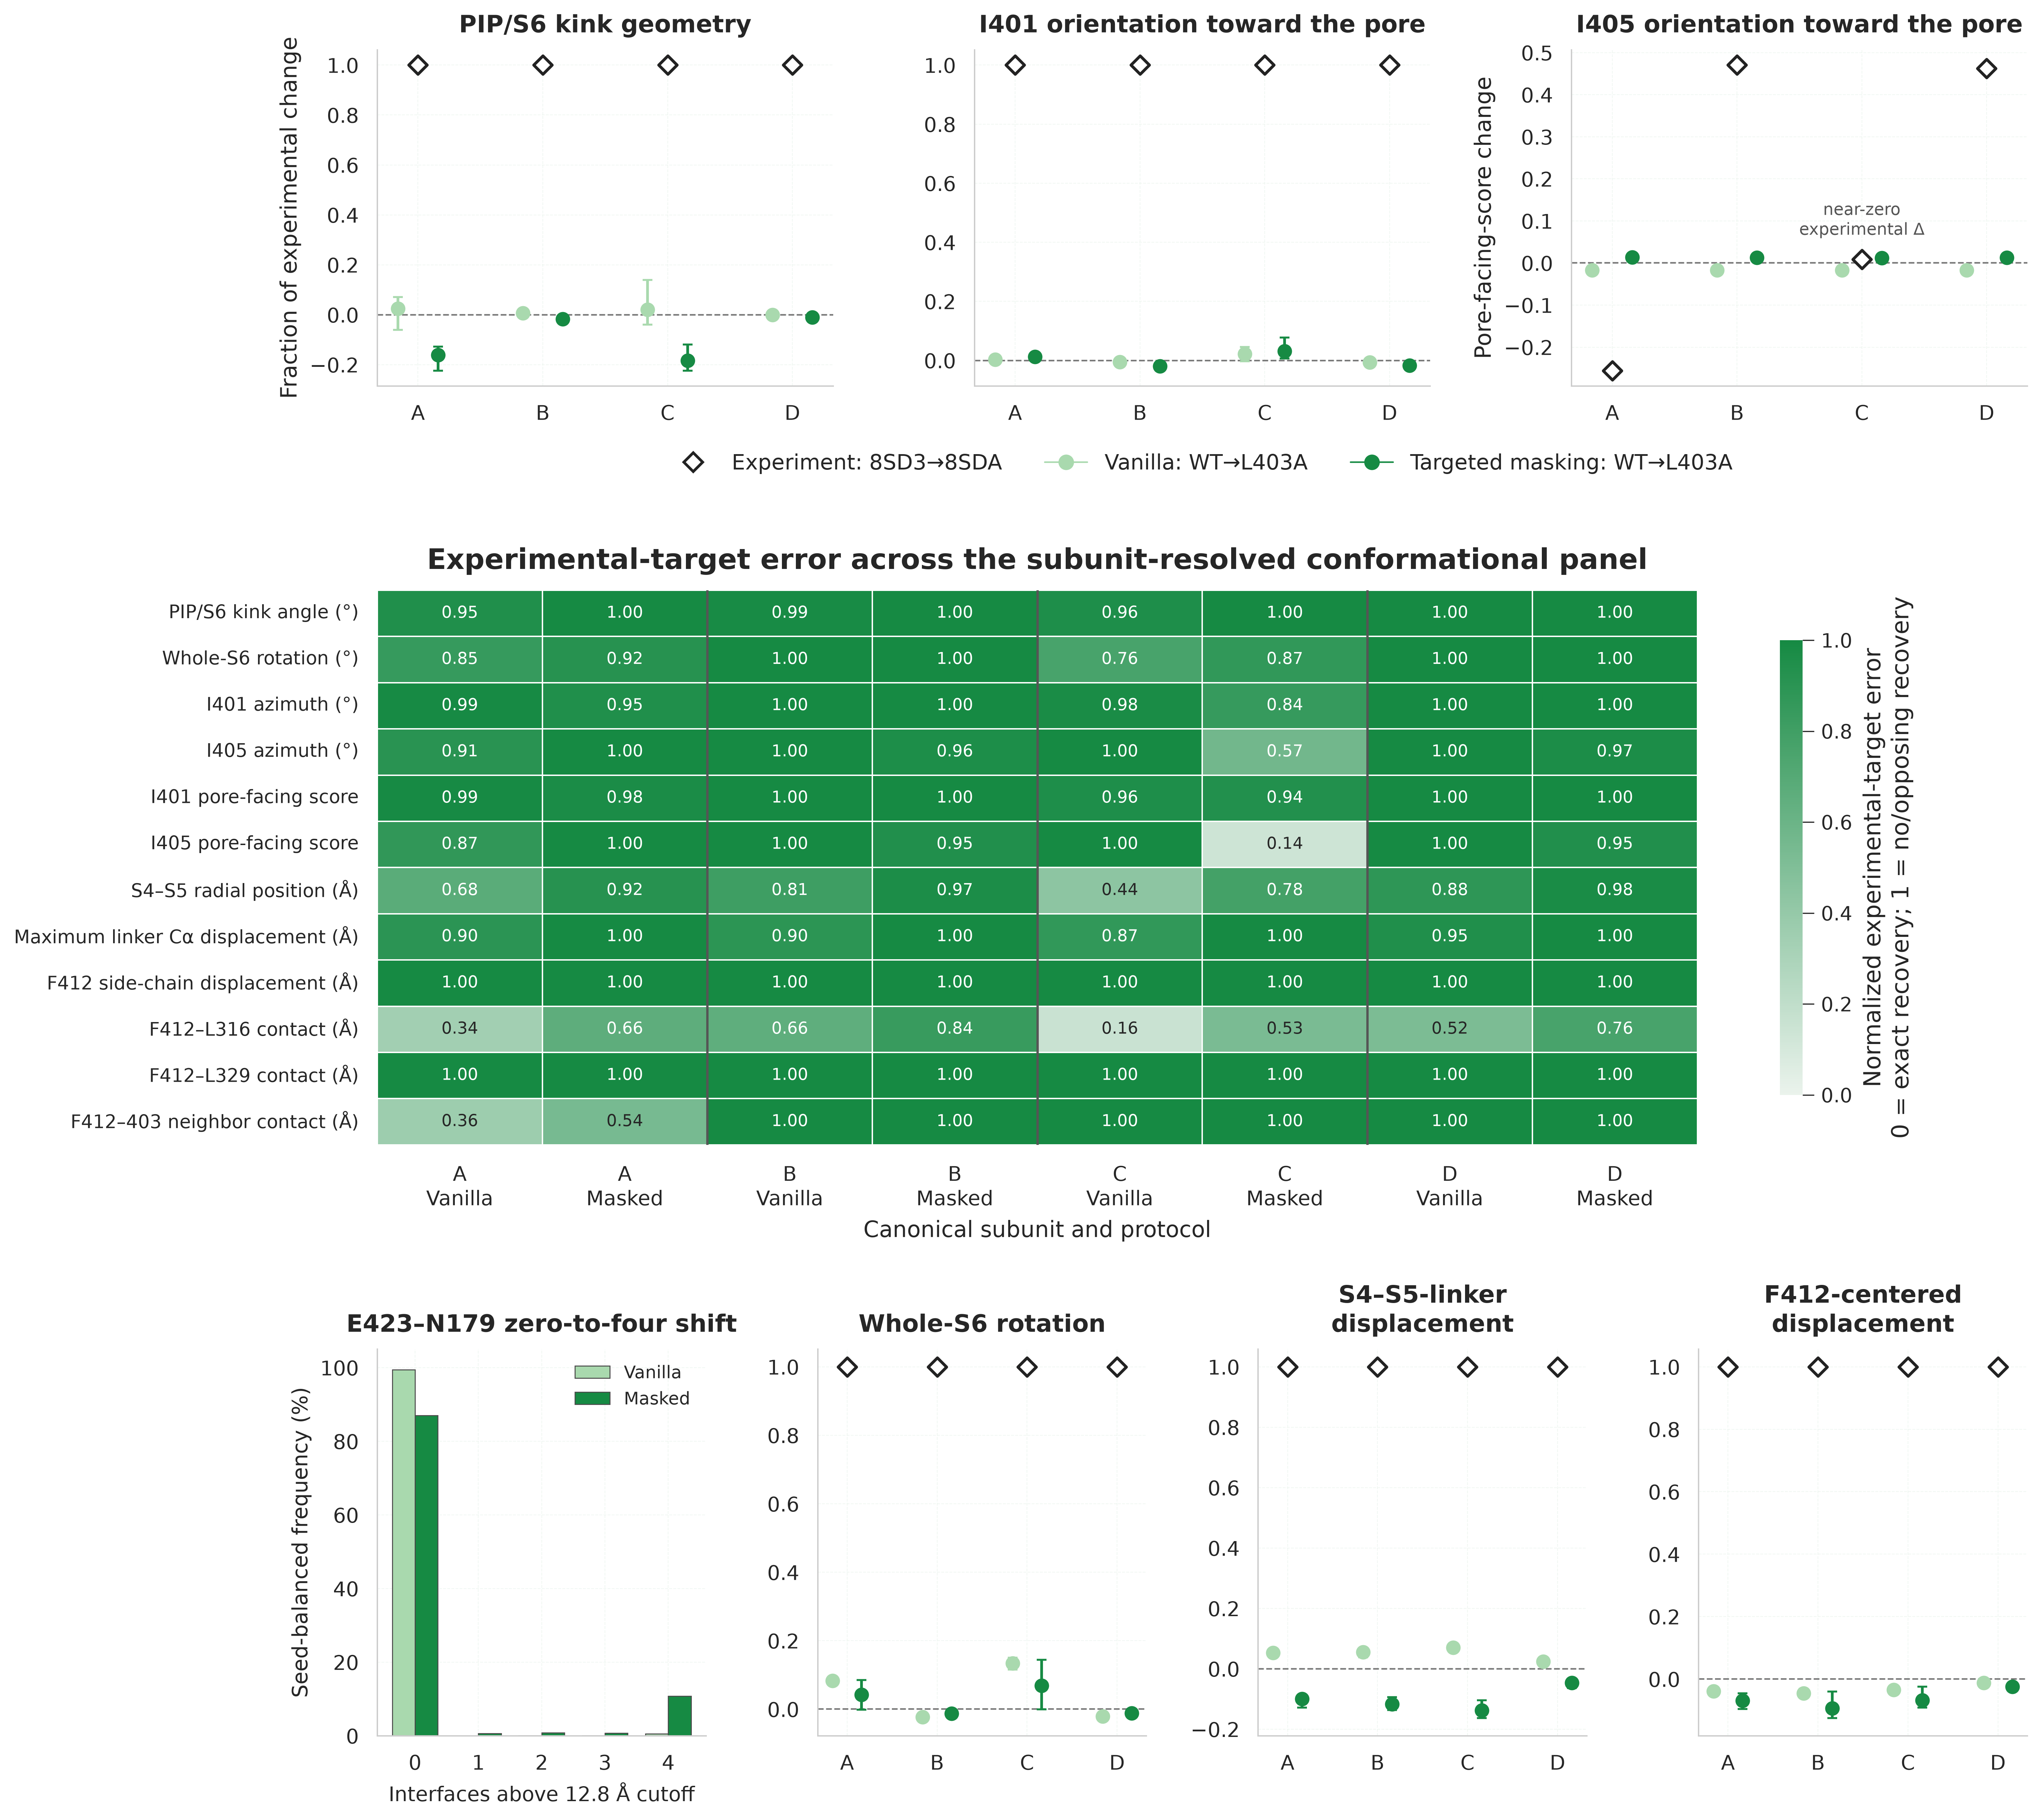 PIP/S6 kink geometry
I401 orientation toward the pore
I405 orientation toward the pore
Fraction of experimental change
1.0
0.8
0.6
0.4
0.2
0.0
−0.2
A B C D
1.0
0.8
0.6
0.4
0.2
0.0
A B C D
Pore-facing-score change
0.5
0.4
0.3
0.2
0.1
0.0
−0.1
−0.2
near-zero
experimental Δ
A B C D
Experiment: 8SD3→8SDA
Vanilla: WT→L403A
Targeted masking: WT→L403A
Experimental-target error across the subunit-resolved conformational panel
PIP/S6 kink angle (°) 0.95 1.00 0.99 1.00 0.96 1.00 1.00 1.00
Whole-S6 rotation (°) 0.85 0.92 1.00 1.00 0.76 0.87 1.00 1.00
I401 azimuth (°) 0.99 0.95 1.00 1.00 0.98 0.84 1.00 1.00
I405 azimuth (°) 0.91 1.00 1.00 0.96 1.00 0.57 1.00 0.97
I401 pore-facing score 0.99 0.98 1.00 1.00 0.96 0.94 1.00 1.00
I405 pore-facing score 0.87 1.00 1.00 0.95 1.00 0.14 1.00 0.95
S4–S5 radial position (Å) 0.68 0.92 0.81 0.97 0.44 0.78 0.88 0.98
Maximum linker Cα displacement (Å) 0.90 1.00 0.90 1.00 0.87 1.00 0.95 1.00
F412 side-chain displacement (Å) 1.00 1.00 1.00 1.00 1.00 1.00 1.00 1.00
F412–L316 contact (Å) 0.34 0.66 0.66 0.84 0.16 0.53 0.52 0.76
F412–L329 contact (Å) 1.00 1.00 1.00 1.00 1.00 1.00 1.00 1.00
F412–403 neighbor contact (Å) 0.36 0.54 1.00 1.00 1.00 1.00 1.00 1.00
A A B B C C D D
Vanilla Masked Vanilla Masked Vanilla Masked Vanilla Masked
Canonical subunit and protocol
1.0
0.8
0.6
0.4
0.2
0.0
Normalized experimental-target error
0 = exact recovery; 1 = no/opposing recovery
E423–N179 zero-to-four shift
Seed-balanced frequency (%)
100
80
60
40
20
0
Vanilla
Masked
0 1 2 3 4
Interfaces above 12.8 Å cutoff
Whole-S6 rotation
1.0
0.8
0.6
0.4
0.2
0.0
A B C D
S4–S5-linker
displacement
1.0
0.8
0.6
0.4
0.2
0.0
−0.2
A B C D
F412-centered
displacement
1.0
0.8
0.6
0.4
0.2
0.0
A B C D